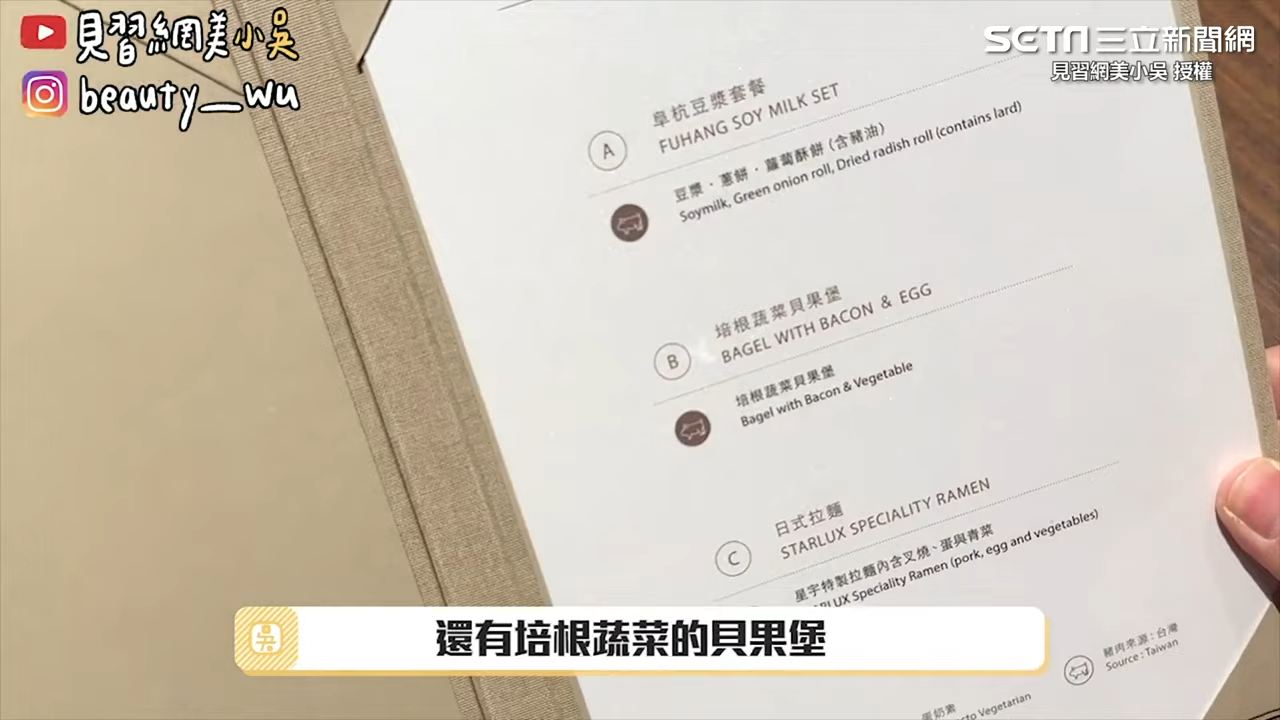 見習網美小吳
beauty_wu
SETN三立新聞網
見習網美小吳 授權
A
阜杭豆漿套餐
FUHANG SOY MILK SET
豆漿．蔥餅．蘿蔔酥餅 (含豬油)
Soymilk, Green onion roll, Dried radish roll (contains lard)
B
培根蔬菜貝果堡
BAGEL WITH BACON & EGG
培根蔬菜貝果堡
Bagel with Bacon & Vegetable
C
日式拉麵
STARLUX SPECIALITY RAMEN
星宇特製拉麵內含叉燒、蛋與青菜
Speciality Ramen (pork, egg and vegetables)
吳
還有培根蔬菜的貝果堡
豬肉來源：台灣
Source : Taiwan
蛋奶素
Vegetarian